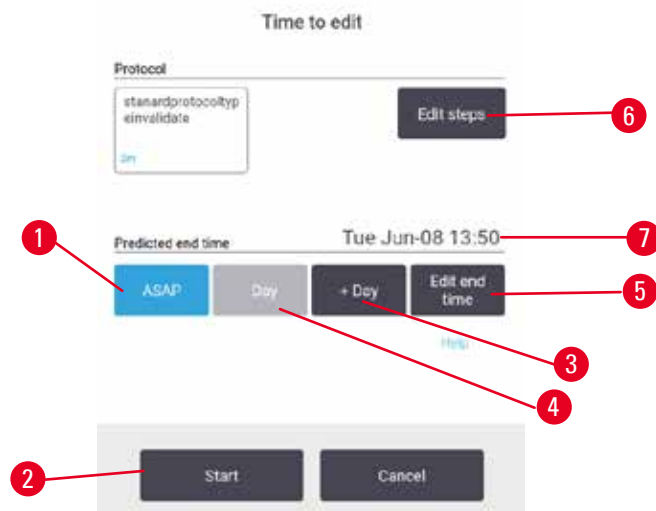 Time to edit
Protocol
stanardprotocoltyp
einvalidate
Edit steps
6
1
Predicted end time
Tue Jun-08 13:50
7
ASAP
Day
+ Day
Edit end
time
5
Help
3
4
2
Start
Cancel